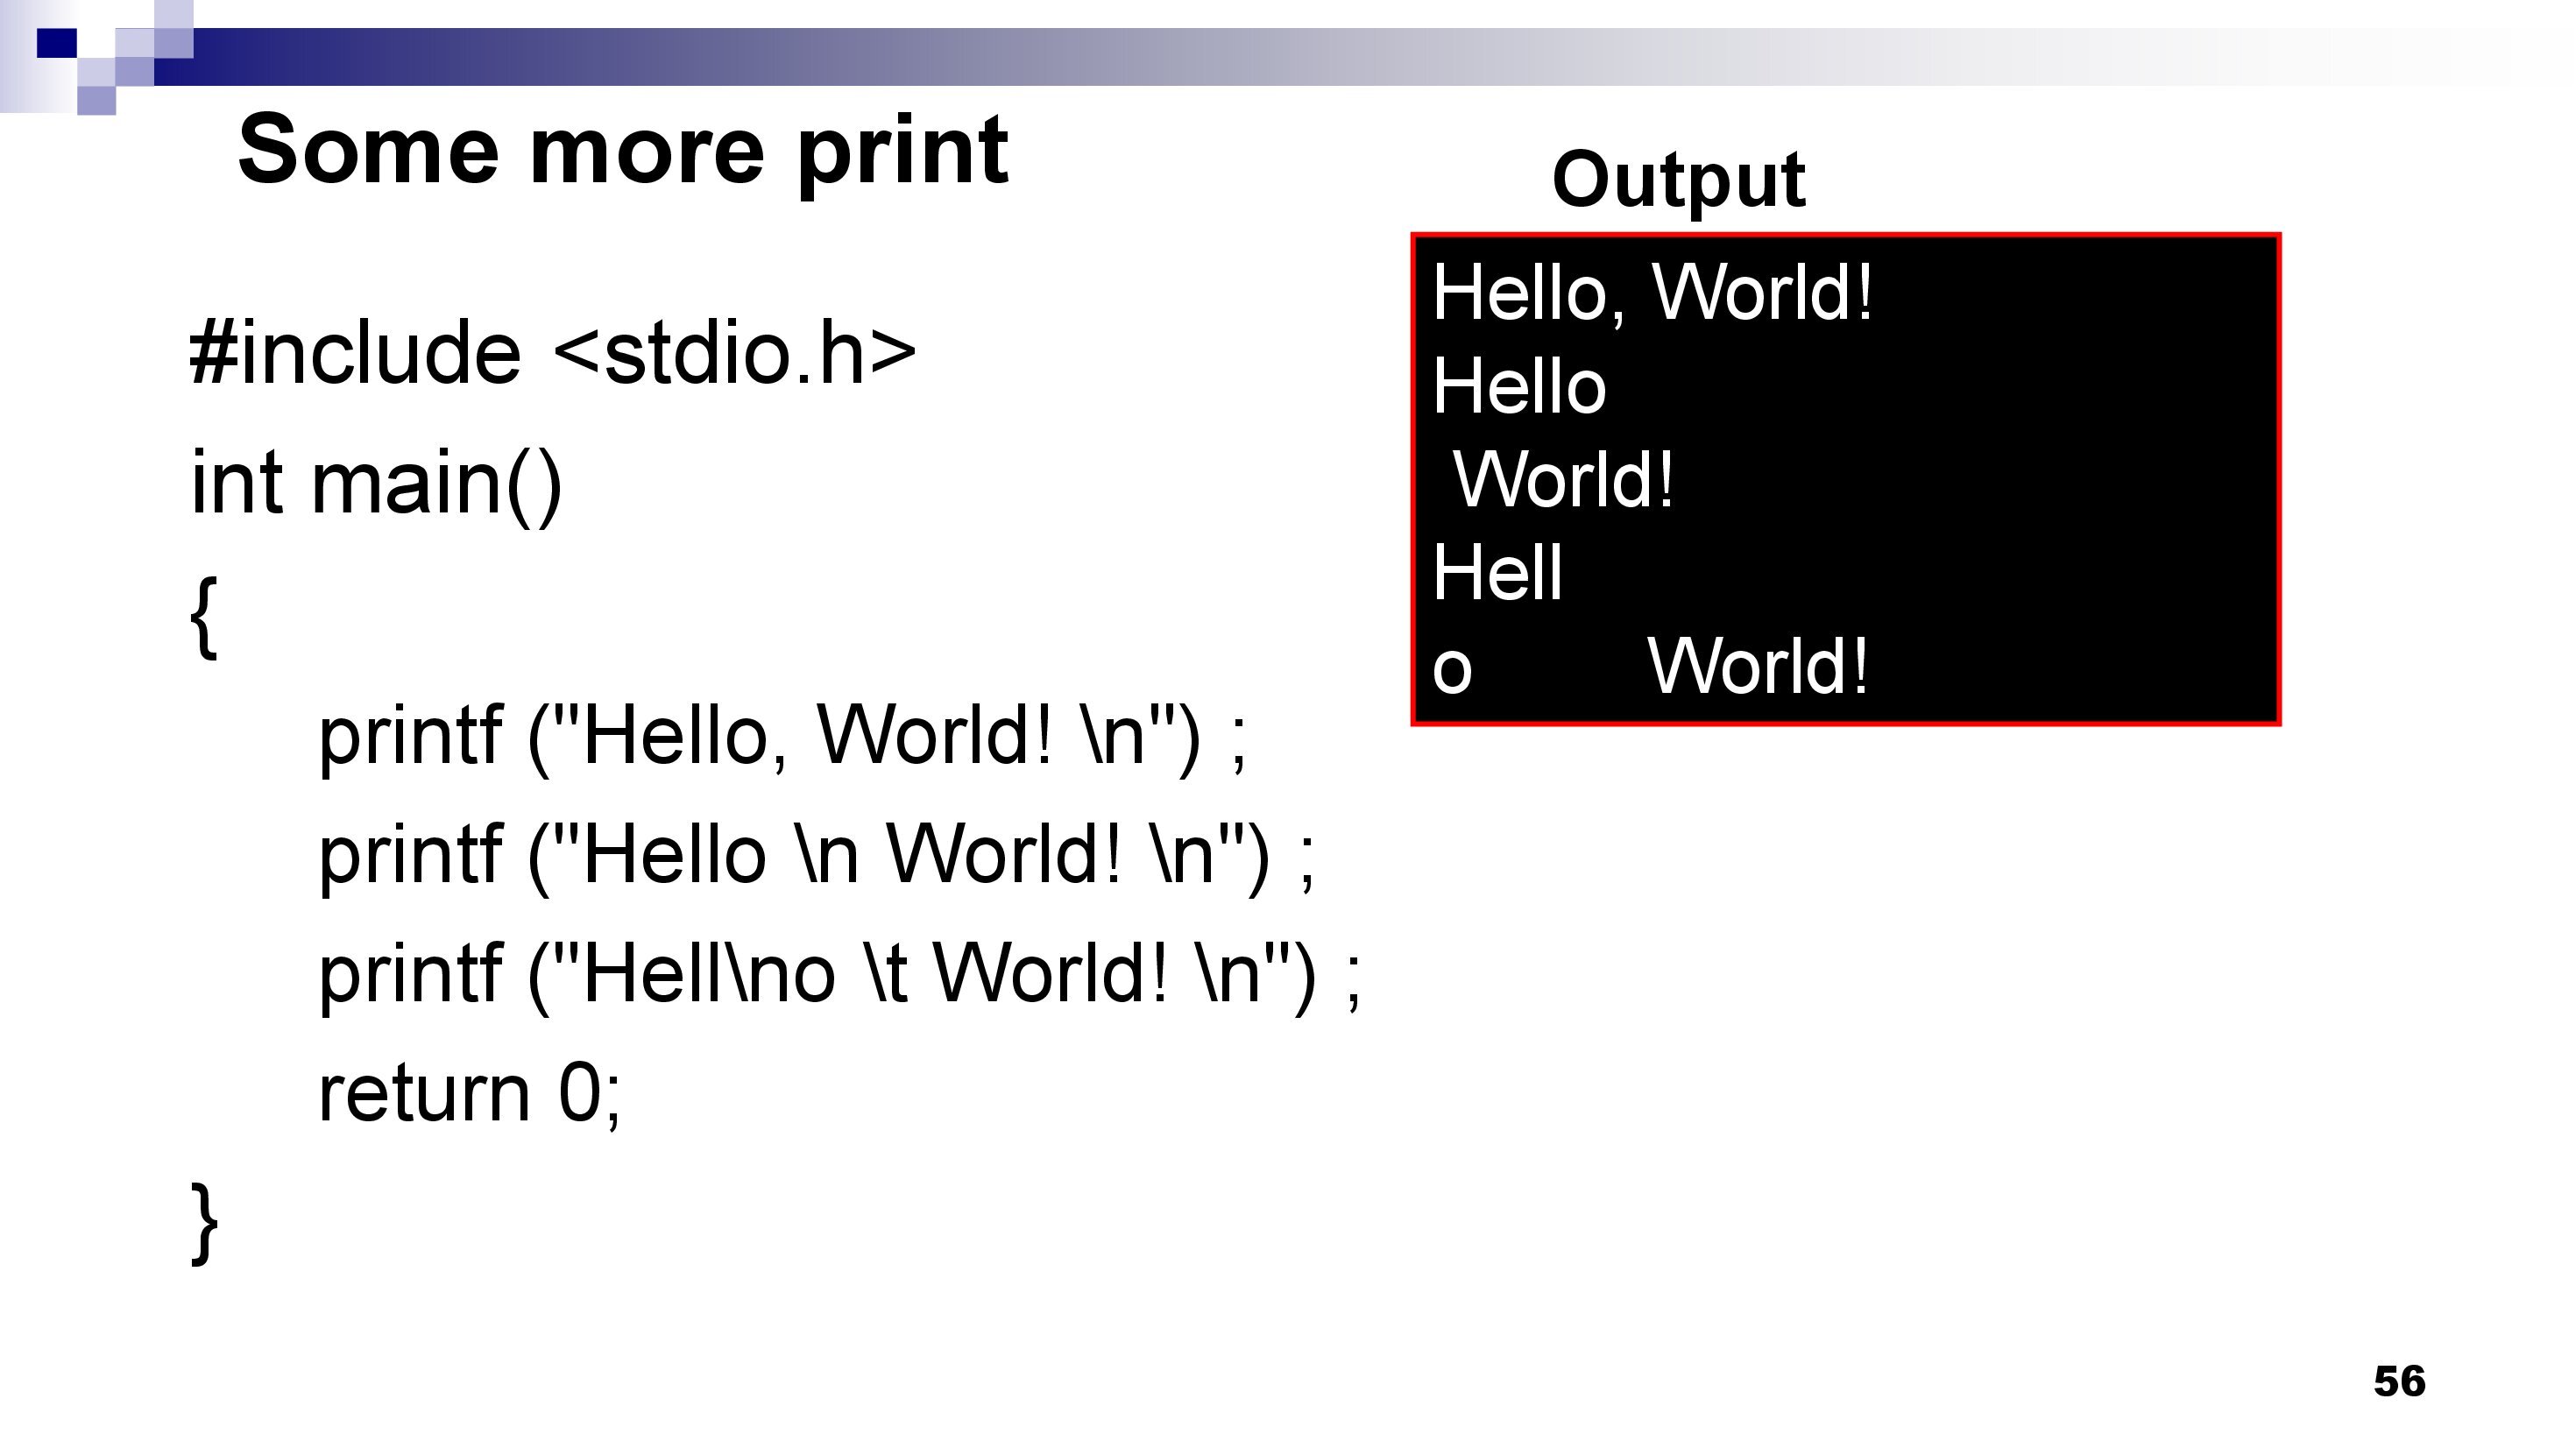 Some more print
#include <stdio.h>
int main()
{
printf ("Hello, World! \n") ;
printf ("Hello \n World! \n") ;
printf ("Hell\no \t World! \n") ;
return 0;
}
Output
Hello, World!
Hello
World!
Hell
o World!
56